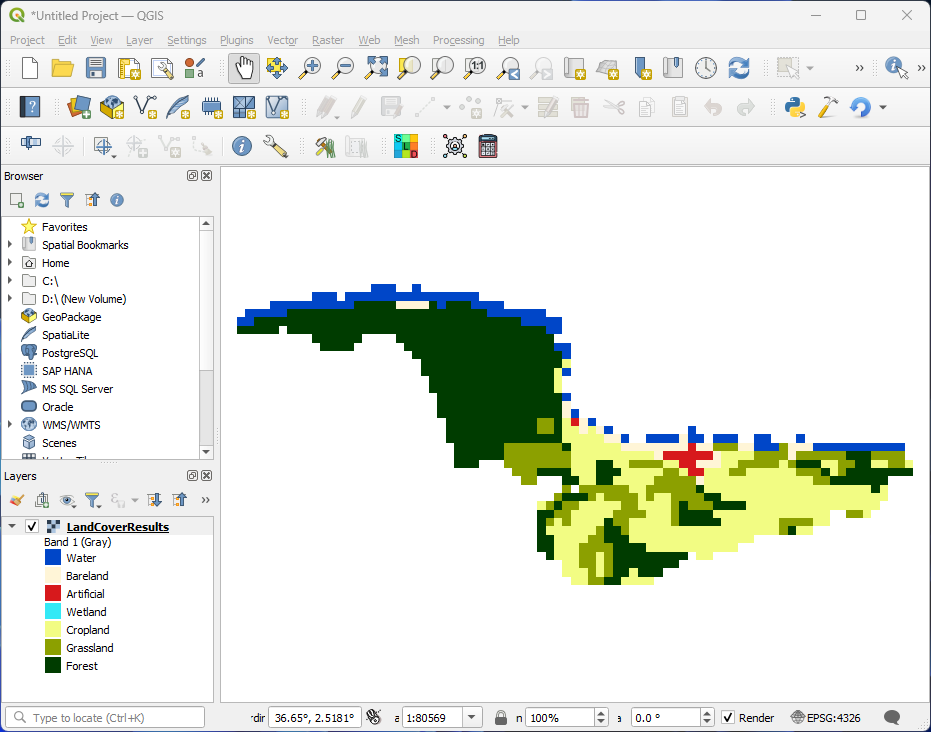 *Untitled Project — QGIS
Project Edit View Layer Settings Plugins Vector Raster Web Mesh Processing Help
1:1
»
»
?
a
i
S
L
D
Browser
i
Favorites
Spatial Bookmarks
Home
C:\
D:\ (New Volume)
GeoPackage
SpatiaLite
PostgreSQL
SAP HANA
MS SQL Server
Oracle
WMS/WMTS
Scenes
Layers
»
LandCoverResults
Band 1 (Gray)
Water
Bareland
Artificial
Wetland
Cropland
Grassland
Forest
Type to locate (Ctrl+K) rdir 36.65°, 2.5181° a 1:80569 n 100% a 0.0 ° Render EPSG:4326